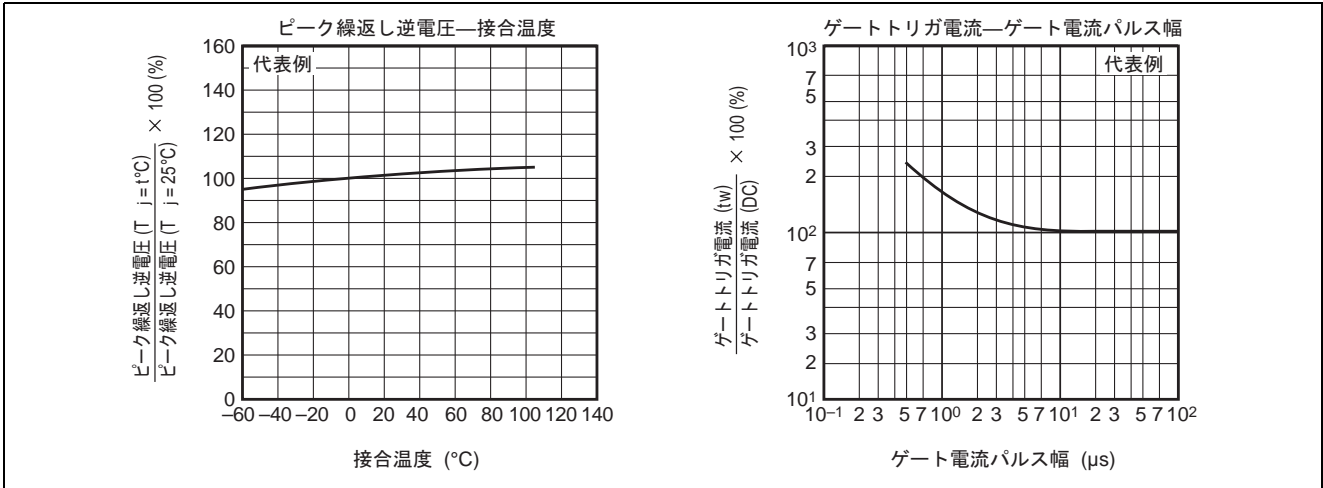 ピーク繰返し逆電圧―接合温度
代表例
160
140
120
100
80
60
40
20
0
–60 –40 –20 0 20 40 60 80 100 120 140
ピーク繰返し逆電圧 (T j = t°C)
ピーク繰返し逆電圧 (T j = 25°C)
× 100 (%)
接合温度 (°C)
ゲートトリガ電流―ゲート電流パルス幅
代表例
10³
7
5
3
2
10²
7
5
3
2
10¹
10⁻¹ 2 3 5 7 10⁰ 2 3 5 7 10¹ 2 3 5 7 10²
ゲートトリガ電流 (tw)
ゲートトリガ電流 (DC)
× 100 (%)
ゲート電流パルス幅 (μs)